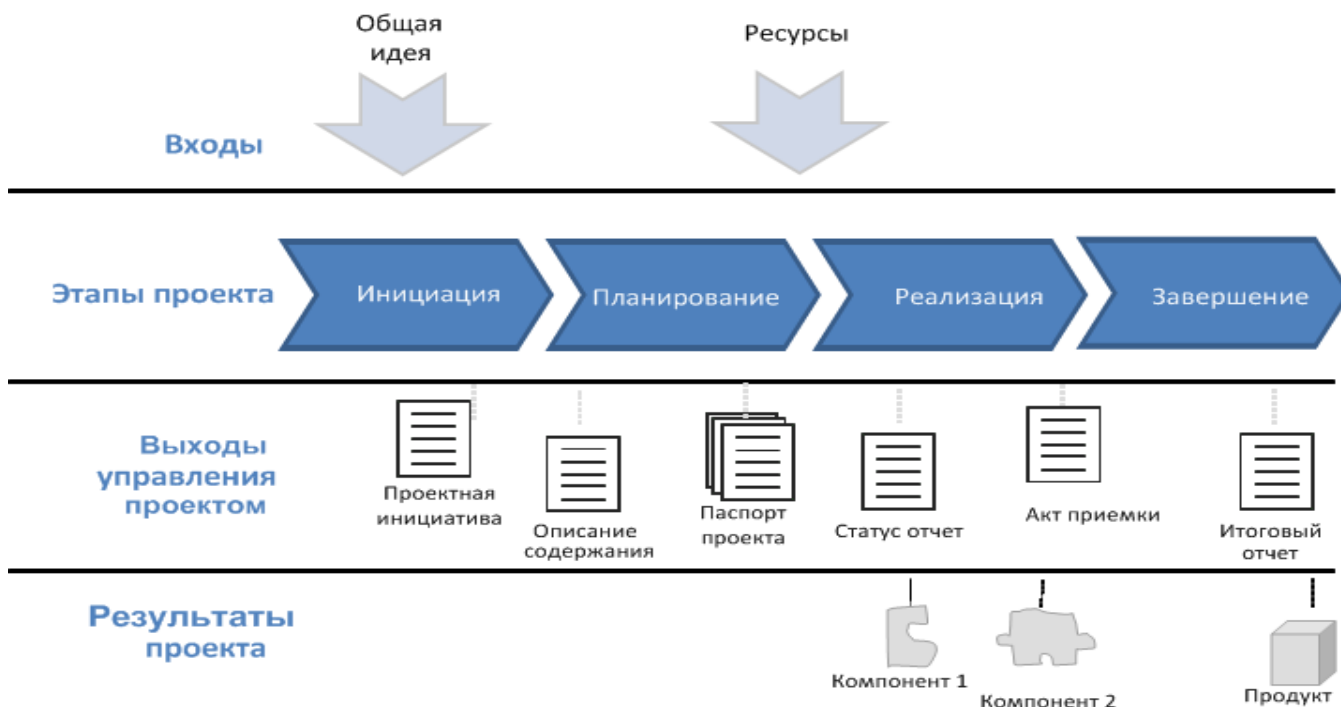 Общая
идея
Ресурсы
Входы
Этапы проекта
Инициация
Планирование
Реализация
Завершение
Выходы
управления
проектом
Проектная
инициатива
Описание
содержания
Паспорт
проекта
Статус отчет
Акт приемки
Итоговый
отчет
Результаты
проекта
Компонент 1
Компонент 2
Продукт